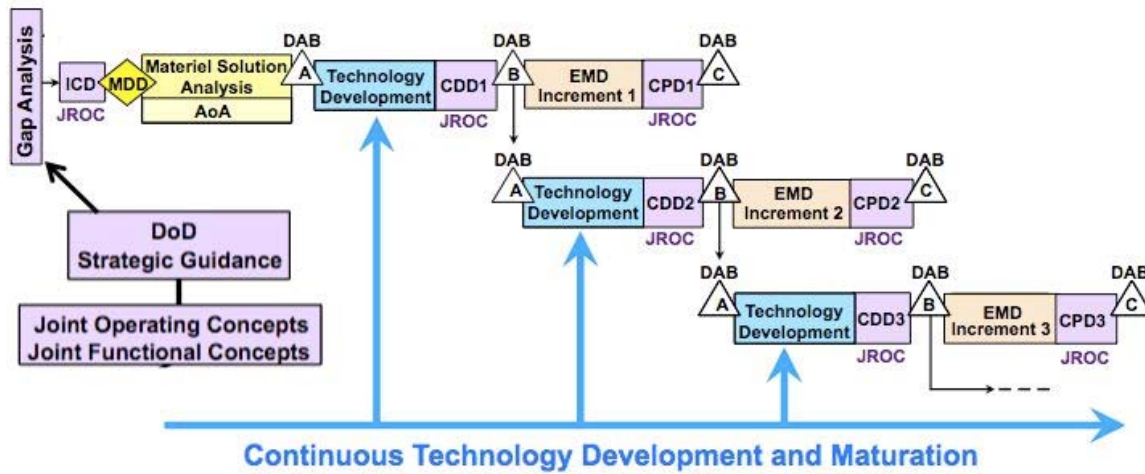 Gap Analysis
ICD
JROC
MDD
Materiel Solution
Analysis
AoA
DAB
A
Technology
Development
CDD1
JROC
DAB
B
EMD
Increment 1
CPD1
JROC
DAB
C
DAB
A
Technology
Development
CDD2
JROC
DAB
B
EMD
Increment 2
CPD2
JROC
DAB
C
DAB
A
Technology
Development
CDD3
JROC
DAB
B
EMD
Increment 3
CPD3
JROC
DAB
C
DoD
Strategic Guidance
Joint Operating Concepts
Joint Functional Concepts
Continuous Technology Development and Maturation